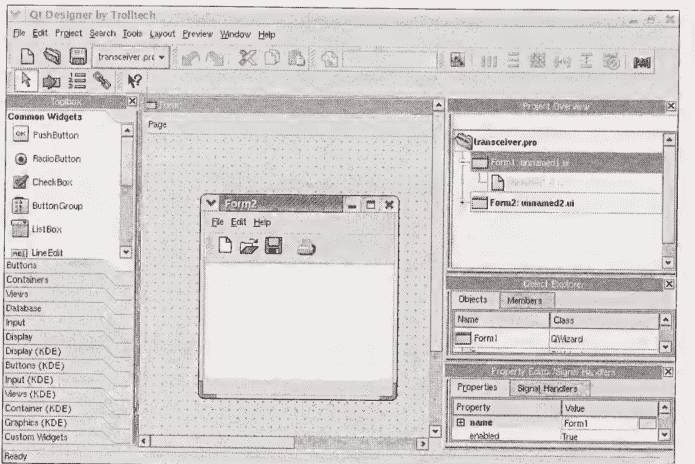 Qt Designer by Trolltech
File Edit Project Search Tools Layout Preview Window Help
transceiver.pro
Toolbox
Common Widgets
OK PushButton
RadioButton
CheckBox
ButtonGroup
ListBox
LineEdit
Buttons
Containers
Views
Database
Input
Display
Display (KDE)
Buttons (KDE)
Input (KDE)
Views (KDE)
Container (KDE)
Graphics (KDE)
Custom Widgets
Ready
Page
Form2
File Edit Help
Project Overview
transceiver.pro
Form1: unnamed1.ui
Form2: unnamed2.ui
Object Explorer
Objects Members
Name Class
Form1 QWizard
Property Editor/Signal Handlers
Properties Signal Handlers
Property Value
name Form1
enabled True